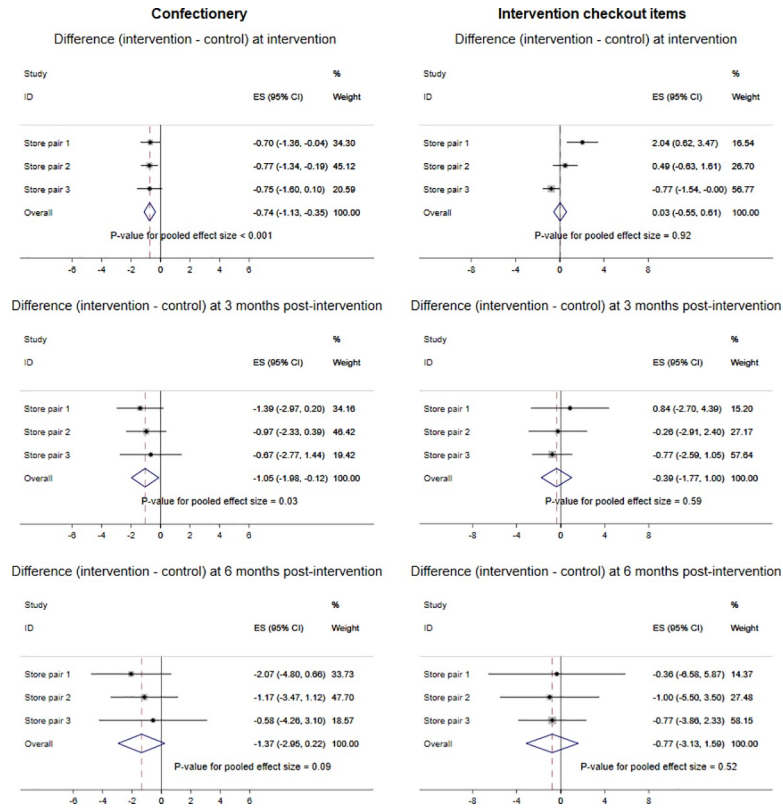 Confectionery
Difference (intervention - control) at intervention
Study %
ID ES (95% CI) Weight
Store pair 1 -0.70 (-1.36, -0.04) 34.30
Store pair 2 -0.77 (-1.34, -0.19) 45.12
Store pair 3 -0.75 (-1.60, 0.10) 20.59
Overall -0.74 (-1.13, -0.35) 100.00
P-value for pooled effect size < 0.001
-6 -4 -2 0 2 4 6
Intervention checkout items
Difference (intervention - control) at intervention
Study %
ID ES (95% CI) Weight
Store pair 1 2.04 (0.62, 3.47) 16.54
Store pair 2 0.49 (-0.63, 1.61) 26.70
Store pair 3 -0.77 (-1.54, -0.00) 56.77
Overall 0.03 (-0.55, 0.61) 100.00
P-value for pooled effect size = 0.92
-8 -4 0 4 8
Difference (intervention - control) at 3 months post-intervention
Study %
ID ES (95% CI) Weight
Store pair 1 -1.39 (-2.97, 0.20) 34.16
Store pair 2 -0.97 (-2.33, 0.39) 46.42
Store pair 3 -0.67 (-2.77, 1.44) 19.42
Overall -1.05 (-1.98, -0.12) 100.00
P-value for pooled effect size = 0.03
-6 -4 -2 0 2 4 6
Difference (intervention - control) at 3 months post-intervention
Study %
ID ES (95% CI) Weight
Store pair 1 0.84 (-2.70, 4.39) 15.20
Store pair 2 -0.26 (-2.91, 2.40) 27.17
Store pair 3 -0.77 (-2.59, 1.05) 57.64
Overall -0.39 (-1.77, 1.00) 100.00
P-value for pooled effect size = 0.59
-8 -4 0 4 8
Difference (intervention - control) at 6 months post-intervention
Study %
ID ES (95% CI) Weight
Store pair 1 -2.07 (-4.80, 0.66) 33.73
Store pair 2 -1.17 (-3.47, 1.12) 47.70
Store pair 3 -0.58 (-4.26, 3.10) 18.57
Overall -1.37 (-2.95, 0.22) 100.00
P-value for pooled effect size = 0.09
-6 -4 -2 0 2 4 6
Difference (intervention - control) at 6 months post-intervention
Study %
ID ES (95% CI) Weight
Store pair 1 -0.36 (-6.58, 5.87) 14.37
Store pair 2 -1.00 (-5.50, 3.50) 27.48
Store pair 3 -0.77 (-3.86, 2.33) 58.15
Overall -0.77 (-3.13, 1.59) 100.00
P-value for pooled effect size = 0.52
-8 -4 0 4 8